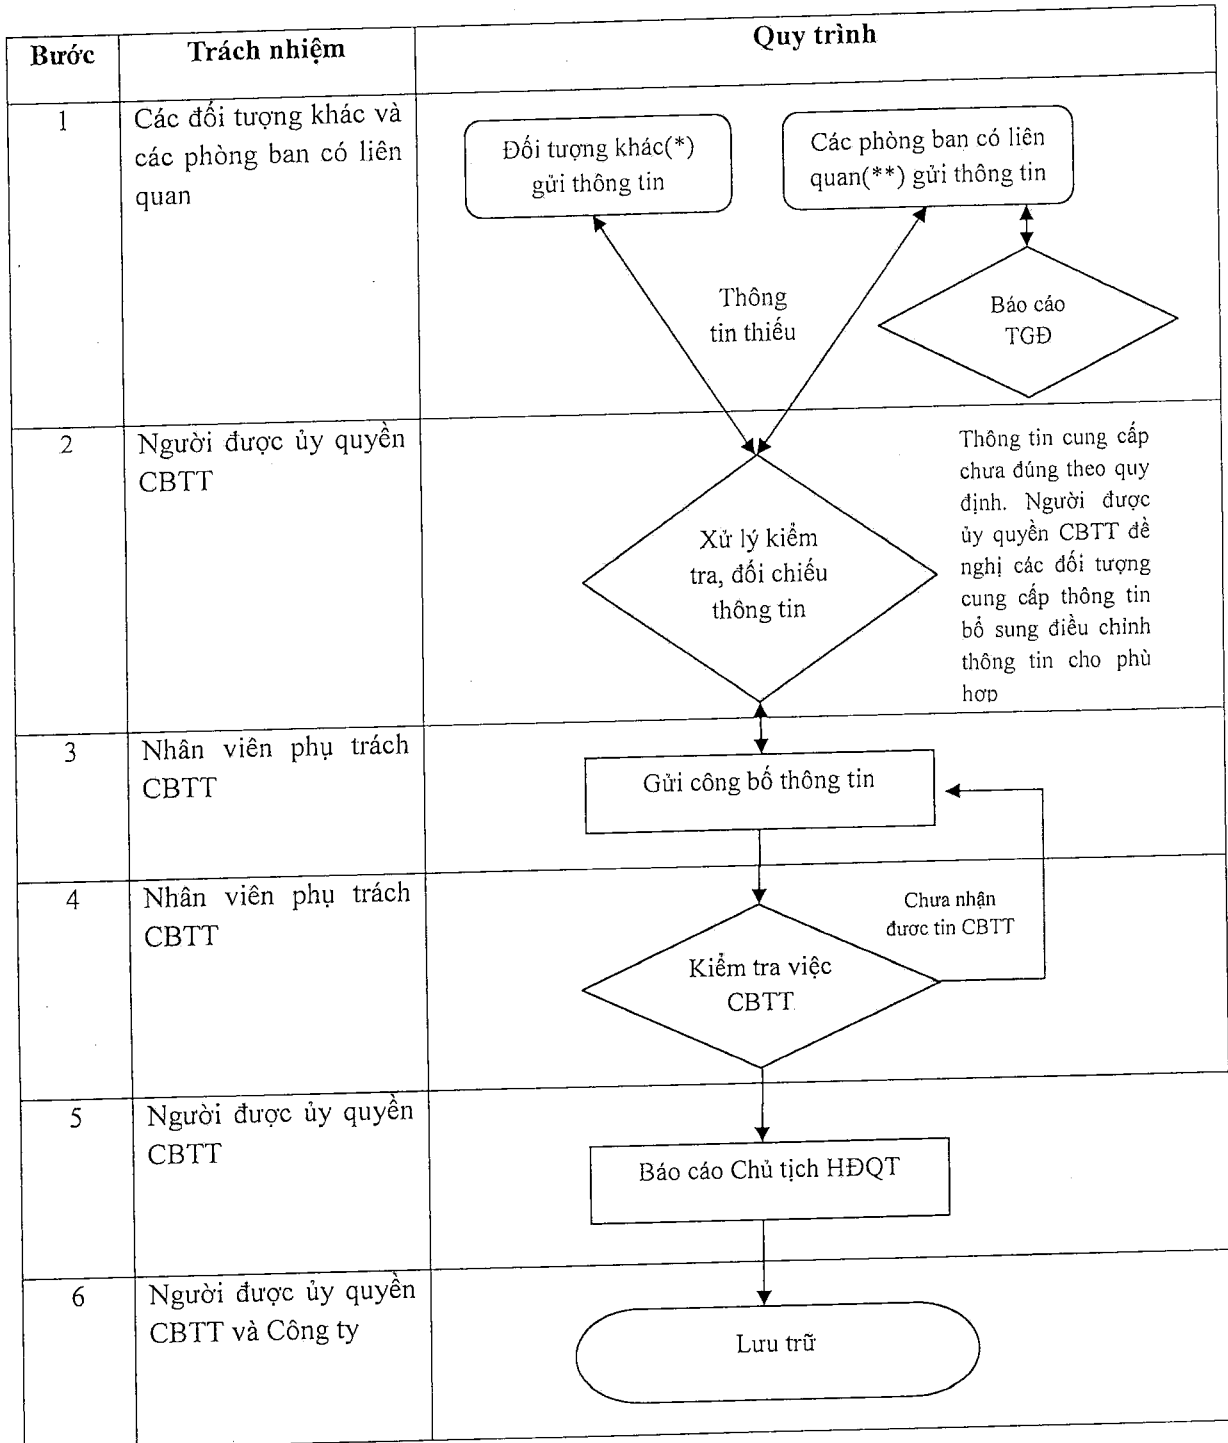 Bước
Trách nhiệm
Quy trình
1
Các đối tượng khác và
các phòng ban có liên
quan
Đối tượng khác(*)
gửi thông tin
Các phòng ban có liên
quan(**) gửi thông tin
Thông
tin thiếu
Báo cáo
TGĐ
2
Người được ủy quyền
CBTT
Xử lý kiểm
tra, đối chiếu
thông tin
Thông tin cung cấp
chưa đúng theo quy
định. Người được
ủy quyền CBTT đề
nghị các đối tượng
cung cấp thông tin
bổ sung điều chỉnh
thông tin cho phù
hợp
3
Nhân viên phụ trách
CBTT
Gửi công bố thông tin
4
Nhân viên phụ trách
CBTT
Chưa nhận
được tin CBTT
Kiểm tra việc
CBTT
5
Người được ủy quyền
CBTT
Báo cáo Chủ tịch HĐQT
6
Người được ủy quyền
CBTT và Công ty
Lưu trữ